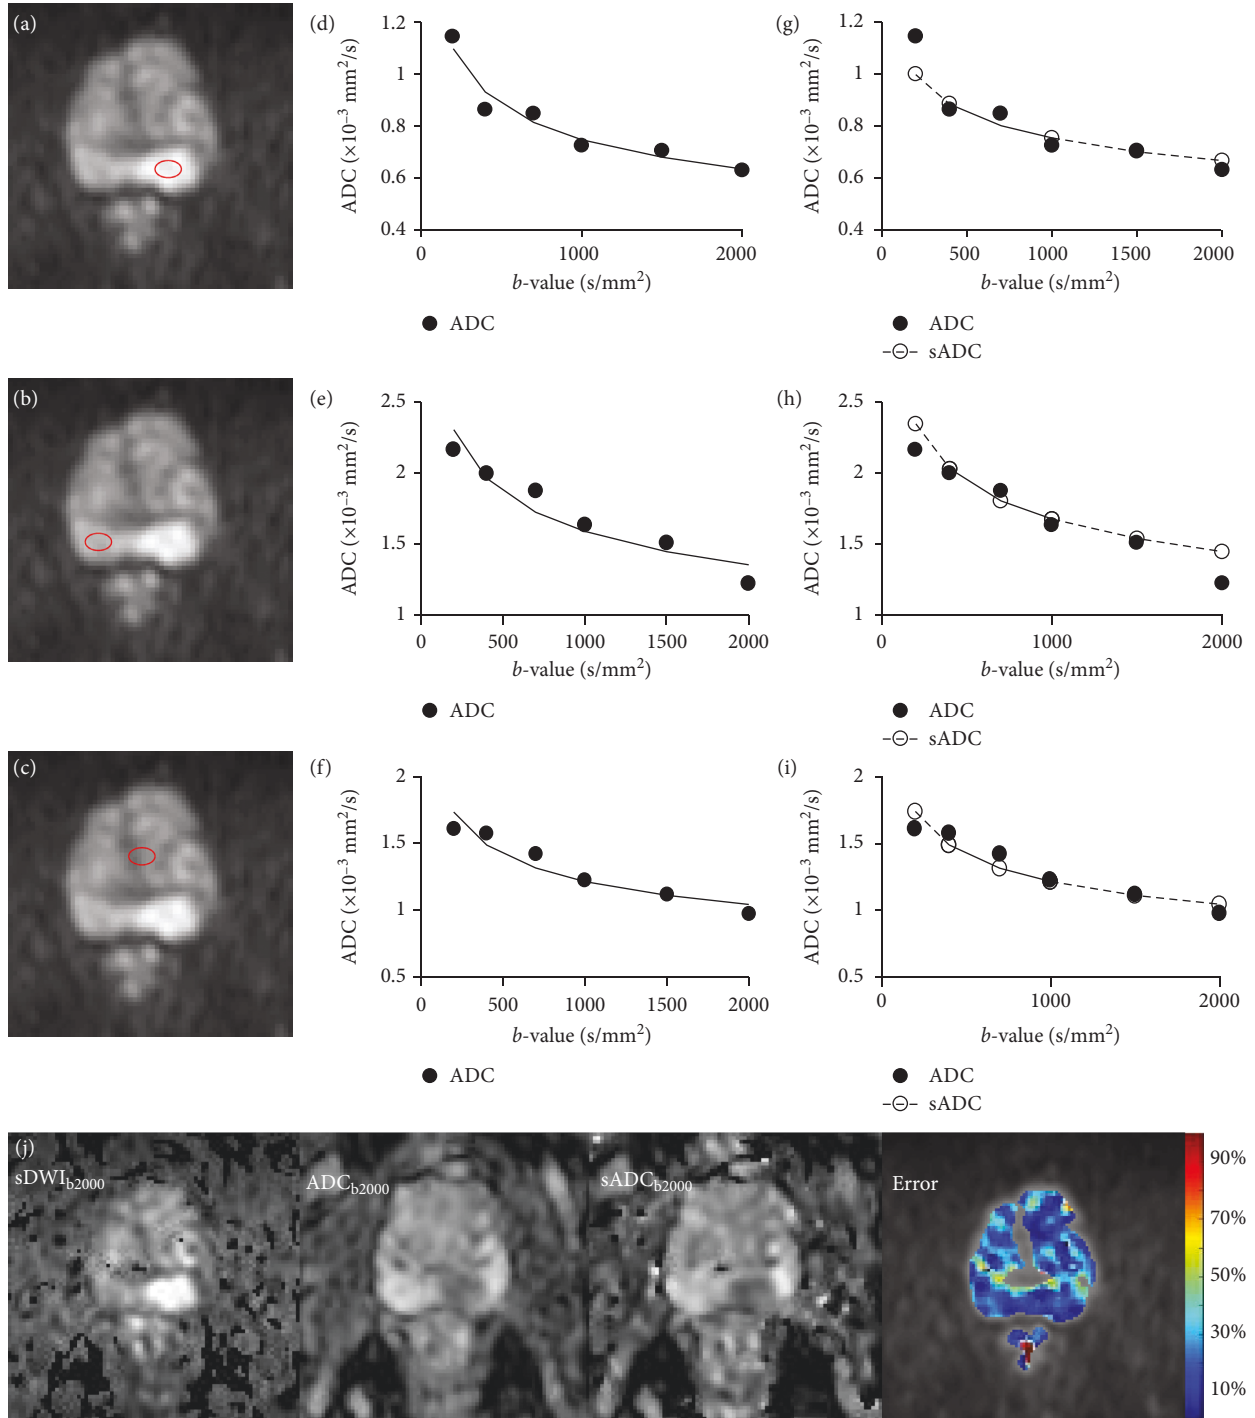 (a)
(d)
1.2
1
0.8
0.6
0.4
ADC (×10⁻³ mm²/s)
0
1000
2000
b-value (s/mm²)
ADC
(g)
1.2
1
0.8
0.6
0.4
ADC (×10⁻³ mm²/s)
0
500
1000
1500
2000
b-value (s/mm²)
ADC
sADC
(b)
(e)
2.5
2
1.5
1
ADC (×10⁻³ mm²/s)
0
500
1000
1500
2000
b-value (s/mm²)
ADC
(h)
2.5
2
1.5
1
ADC (×10⁻³ mm²/s)
0
1000
2000
b-value (s/mm²)
ADC
sADC
(c)
(f)
2
1.5
1
0.5
ADC (×10⁻³ mm²/s)
0
500
1000
1500
2000
b-value (s/mm²)
ADC
(i)
2
1.5
1
0.5
ADC (×10⁻³ mm²/s)
0
1000
2000
b-value (s/mm²)
ADC
sADC
(j)
sDWI_b2000
ADC_b2000
sADC_b2000
Error
90%
70%
50%
30%
10%